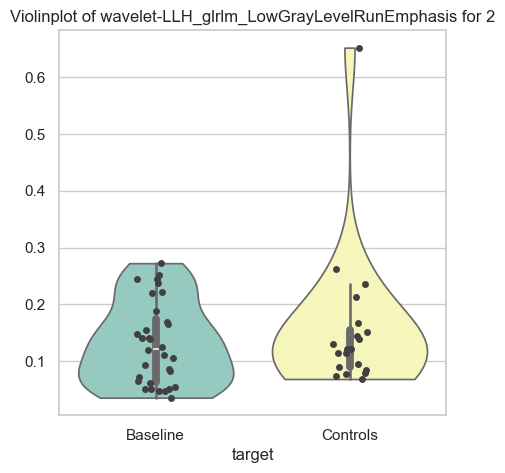 Violinplot of wavelet-LLH_glrlm_LowGrayLevelRunEmphasis for 2
0.6
0.5
0.4
0.3
0.2
0.1
Baseline Controls
target